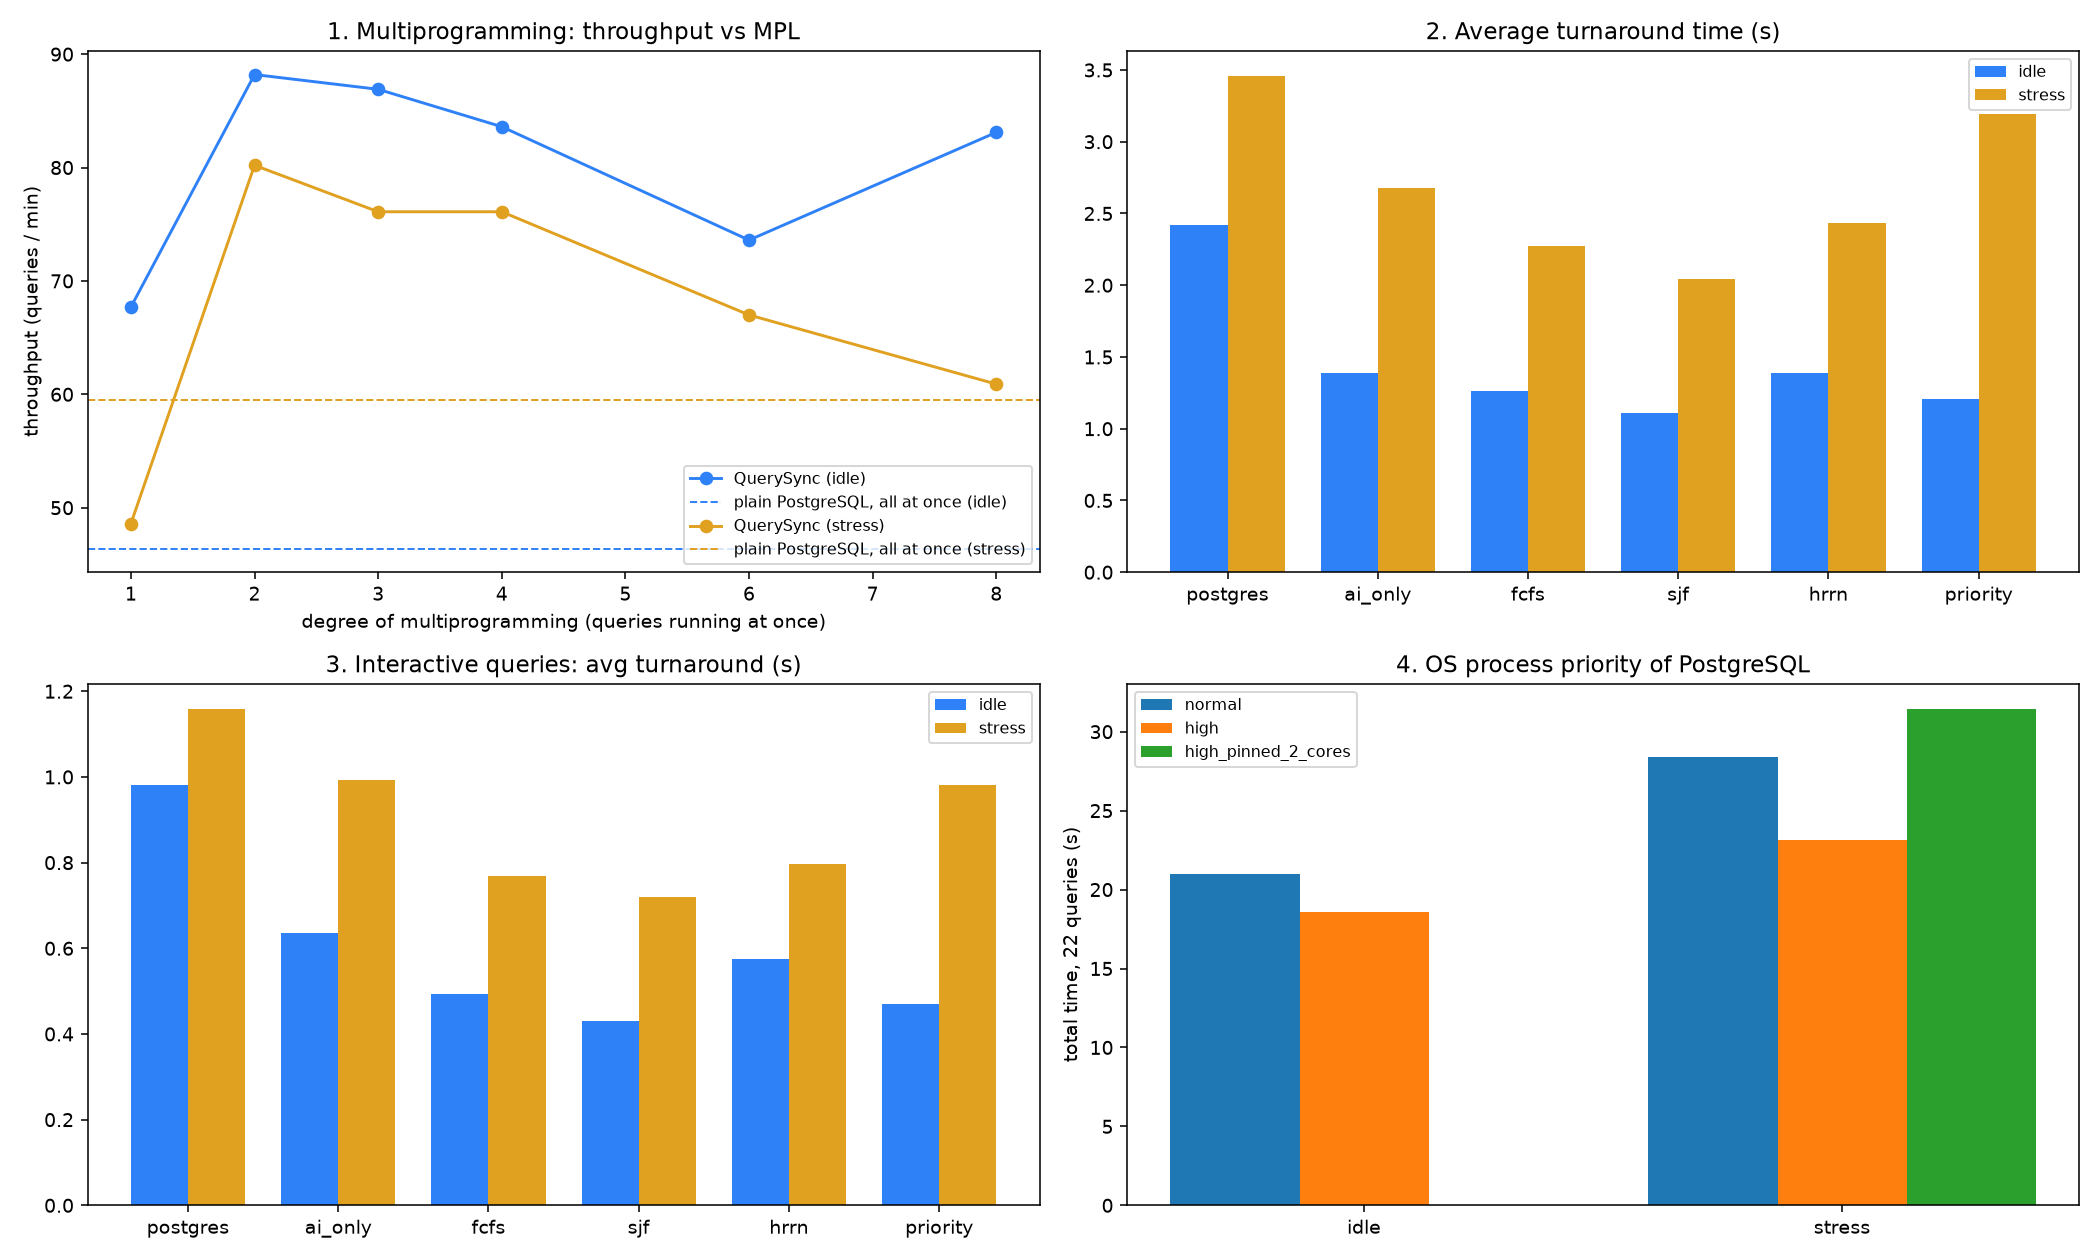 1. Multiprogramming: throughput vs MPL
throughput (queries / min)
90
80
70
60
50
QuerySync (idle)
plain PostgreSQL, all at once (idle)
QuerySync (stress)
plain PostgreSQL, all at once (stress)
1 2 3 4 5 6 7 8
degree of multiprogramming (queries running at once)
2. Average turnaround time (s)
idle
stress
3.5
3.0
2.5
2.0
1.5
1.0
0.5
0.0
postgres ai_only fcfs sjf hrrn priority
3. Interactive queries: avg turnaround (s)
idle
stress
1.2
1.0
0.8
0.6
0.4
0.2
0.0
postgres ai_only fcfs sjf hrrn priority
4. OS process priority of PostgreSQL
normal
high
high_pinned_2_cores
total time, 22 queries (s)
30
25
20
15
10
5
0
idle stress